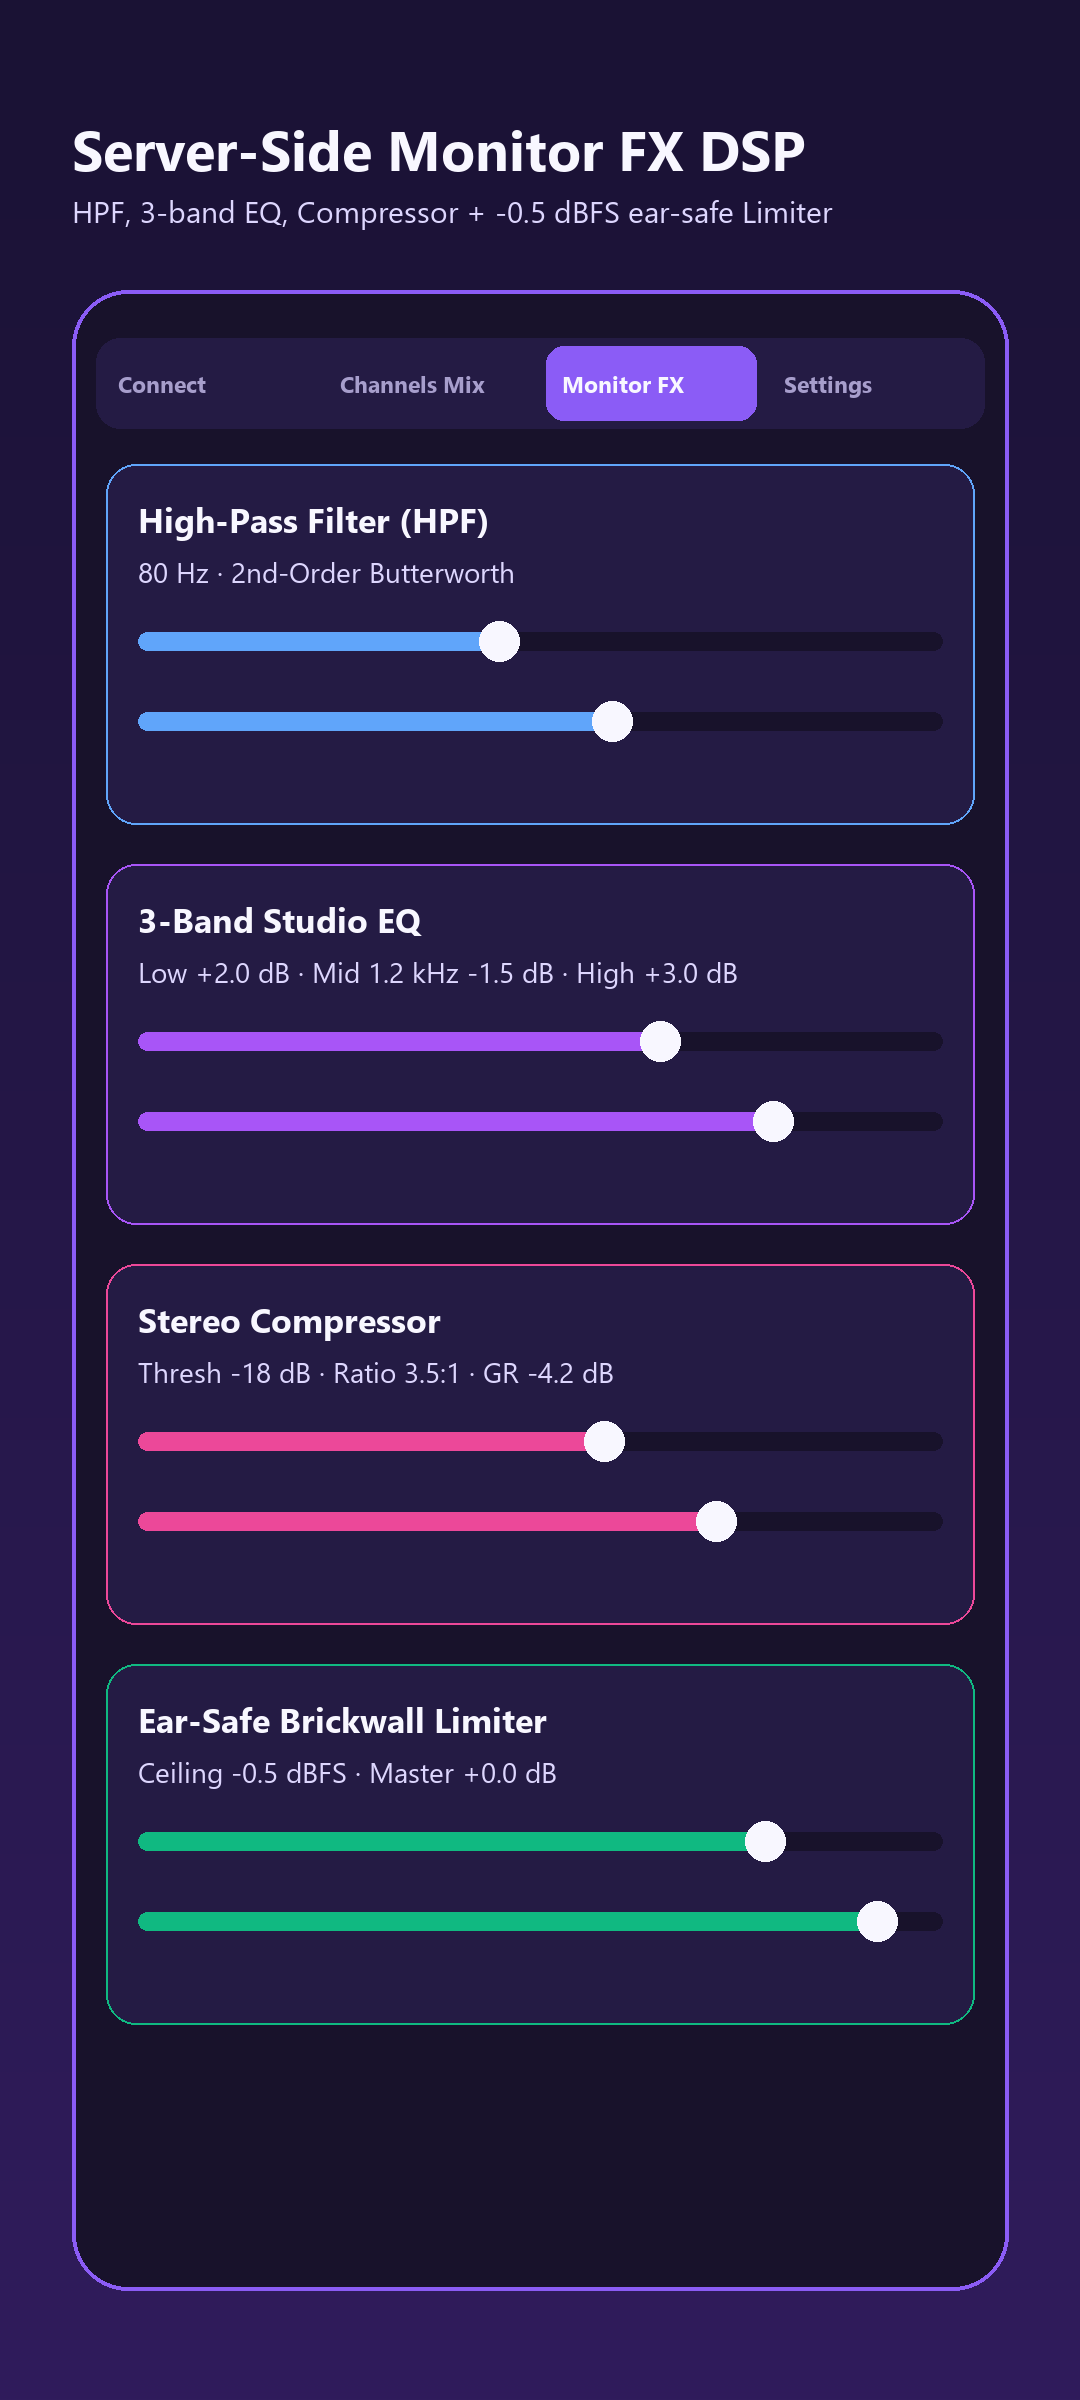 Server-Side Monitor FX DSP
HPF, 3-band EQ, Compressor + -0.5 dBFS ear-safe Limiter
Connect
Channels Mix
Monitor FX
Settings
High-Pass Filter (HPF)
80 Hz · 2nd-Order Butterworth
3-Band Studio EQ
Low +2.0 dB · Mid 1.2 kHz -1.5 dB · High +3.0 dB
Stereo Compressor
Thresh -18 dB · Ratio 3.5:1 · GR -4.2 dB
Ear-Safe Brickwall Limiter
Ceiling -0.5 dBFS · Master +0.0 dB